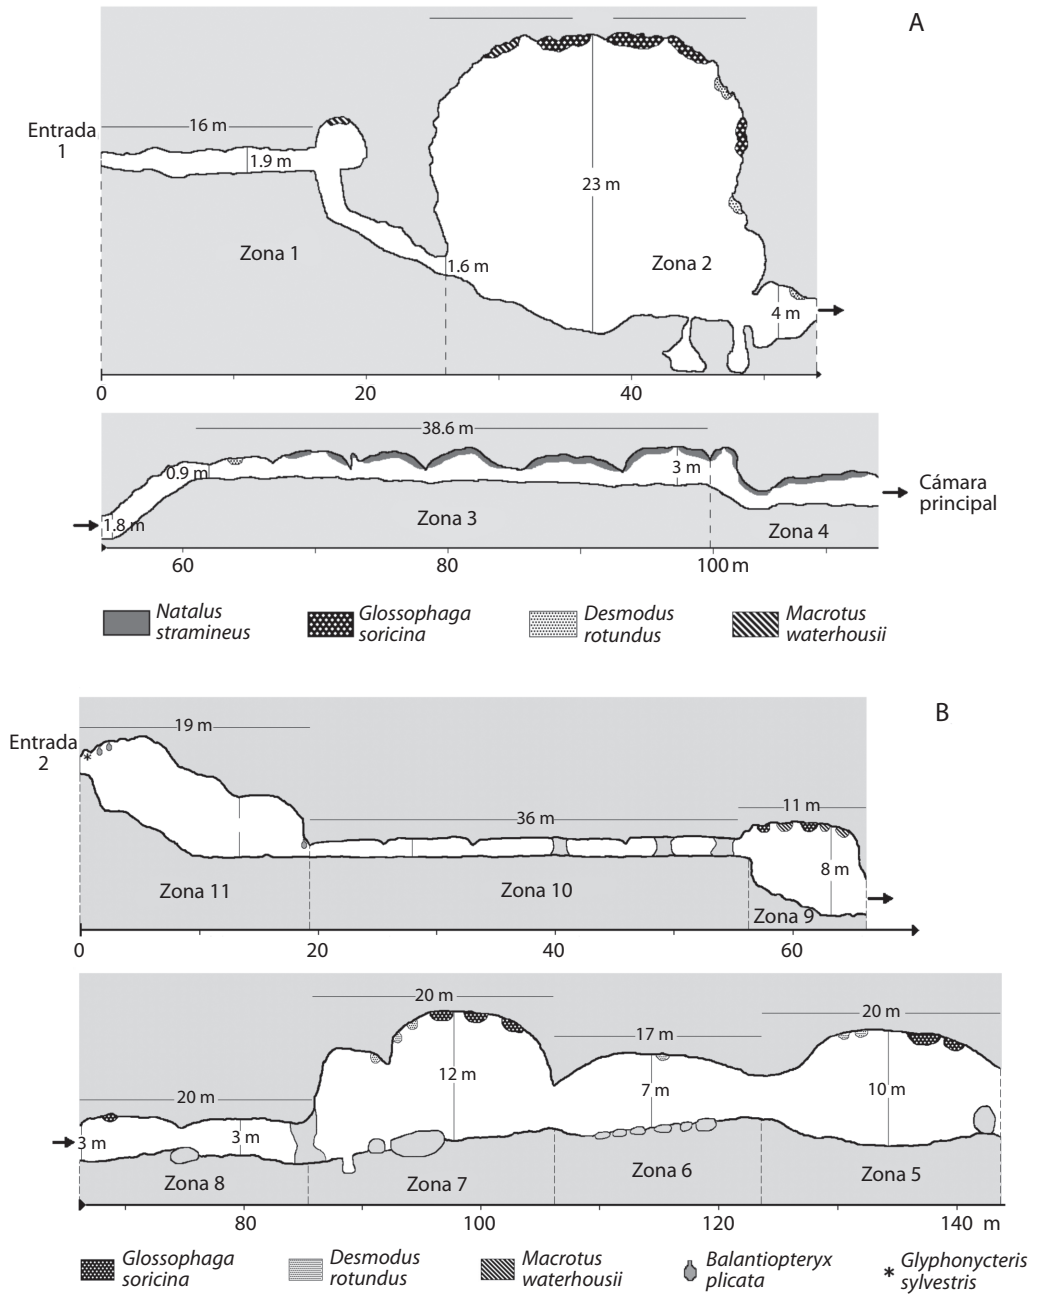 A
Entrada
1
16 m
1.9 m
23 m
Zona 1
1.6 m
Zona 2
4 m
0
20
40
38.6 m
0.9 m
3 m
Cámara
principal
1.8 m
Zona 3
Zona 4
60
80
100 m
Natalus
stramineus
Glossophaga
soricina
Desmodus
rotundus
Macrotus
waterhousii
B
Entrada
2
19 m
36 m
11 m
8 m
Zona 11
Zona 10
Zona 9
0
20
40
60
20 m
20 m
17 m
20 m
12 m
7 m
10 m
3 m
3 m
Zona 8
Zona 7
Zona 6
Zona 5
80
100
120
140 m
Glossophaga
soricina
Desmodus
rotundus
Macrotus
waterhousii
Balantiopteryx
plicata
* Glyphonycteris
sylvestris